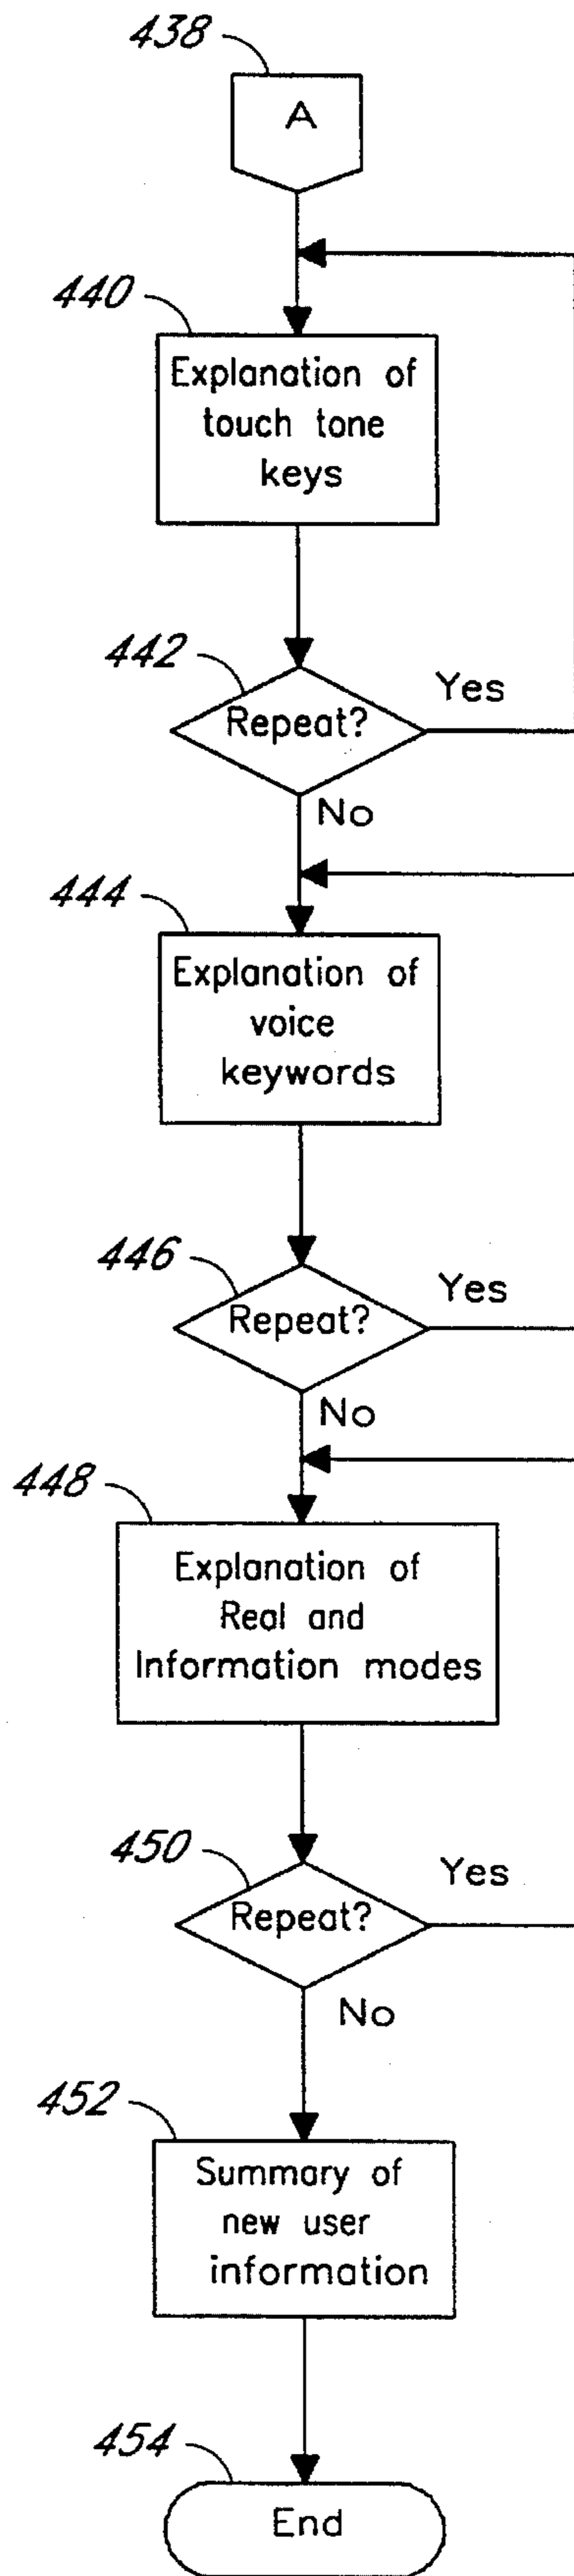 438
A
440
Explanation of
touch tone
keys
442
Repeat?
Yes
No
444
Explanation of
voice
keywords
446
Repeat?
Yes
No
448
Explanation of
Real and
Information modes
450
Repeat?
Yes
No
452
Summary of
new user
information
454
End